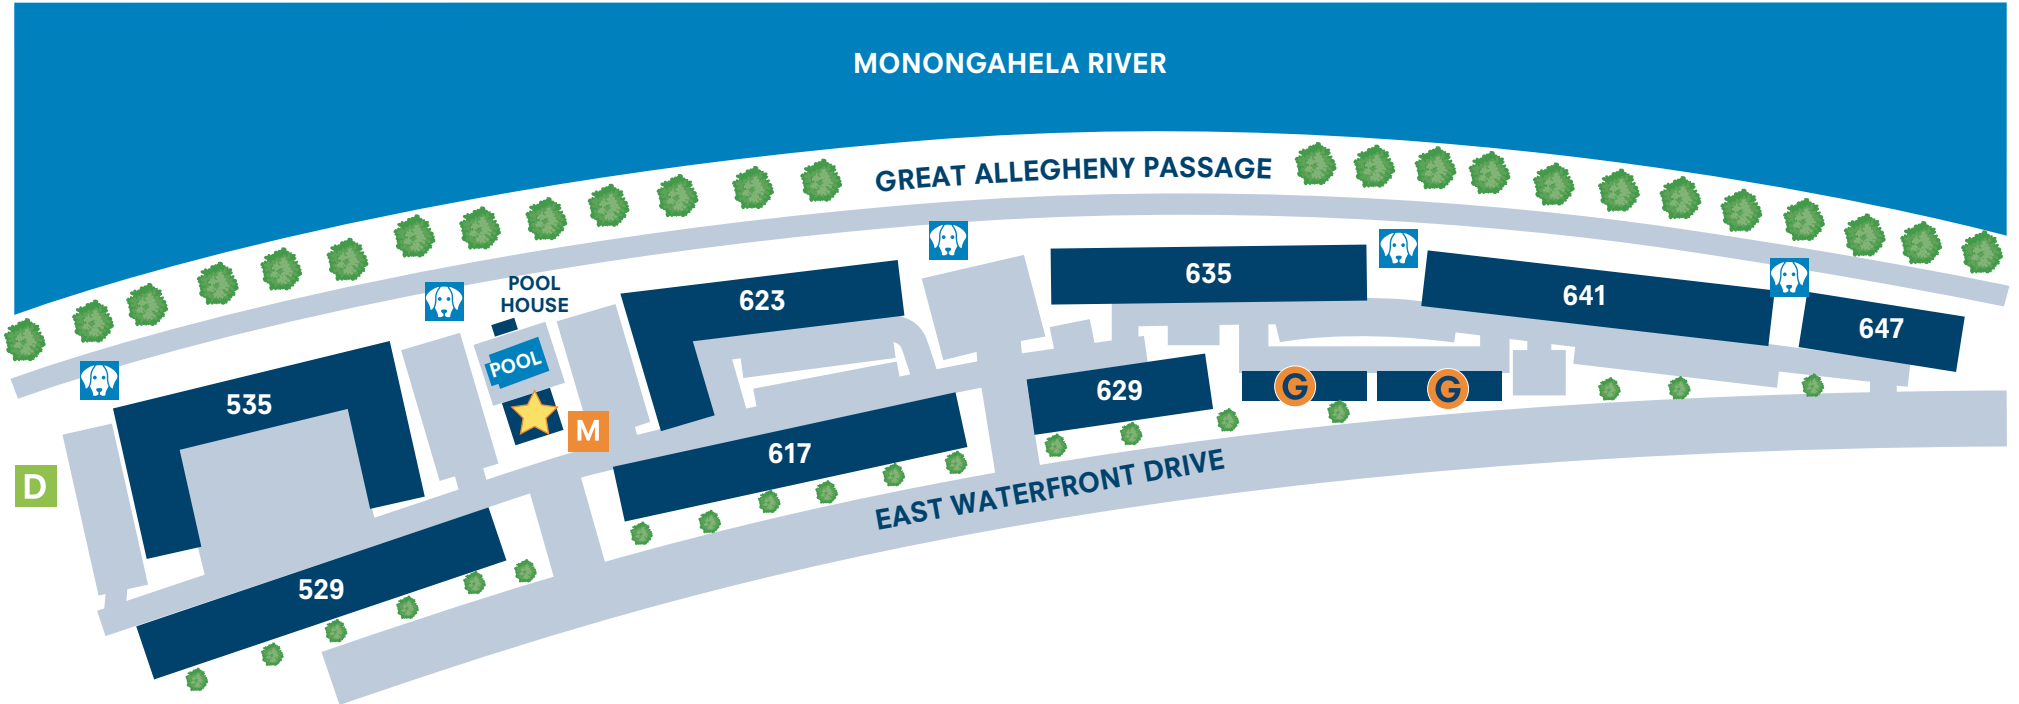 MONONGAHELA RIVER
GREAT ALLEGHENY PASSAGE
POOL
HOUSE
623
635
641
647
POOL
535
629
G
G
M
617
D
EAST WATERFRONT DRIVE
529